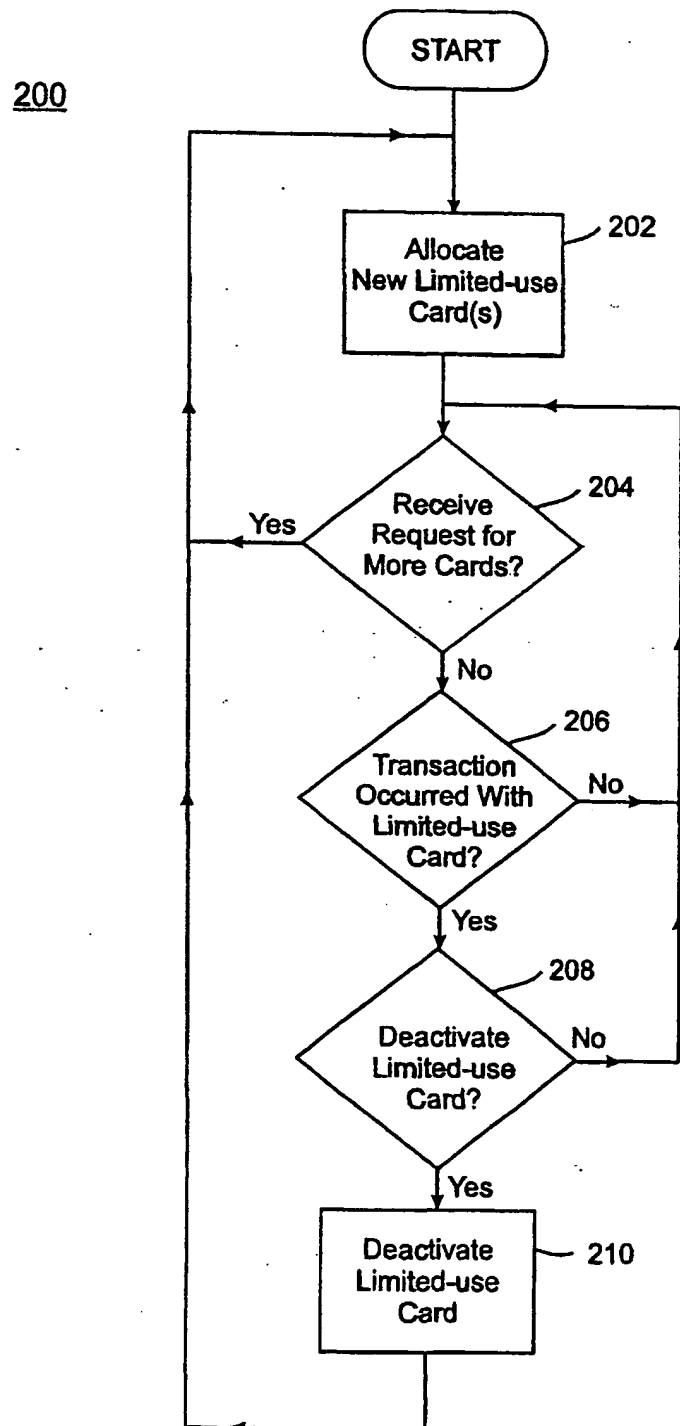 START
200
202
Allocate
New Limited-use
Card(s)
204
Receive
Request for
More Cards?
Yes
No
206
Transaction
Occurred With
Limited-use
Card?
No
Yes
208
Deactivate
Limited-use
Card?
No
Yes
210
Deactivate
Limited-use
Card